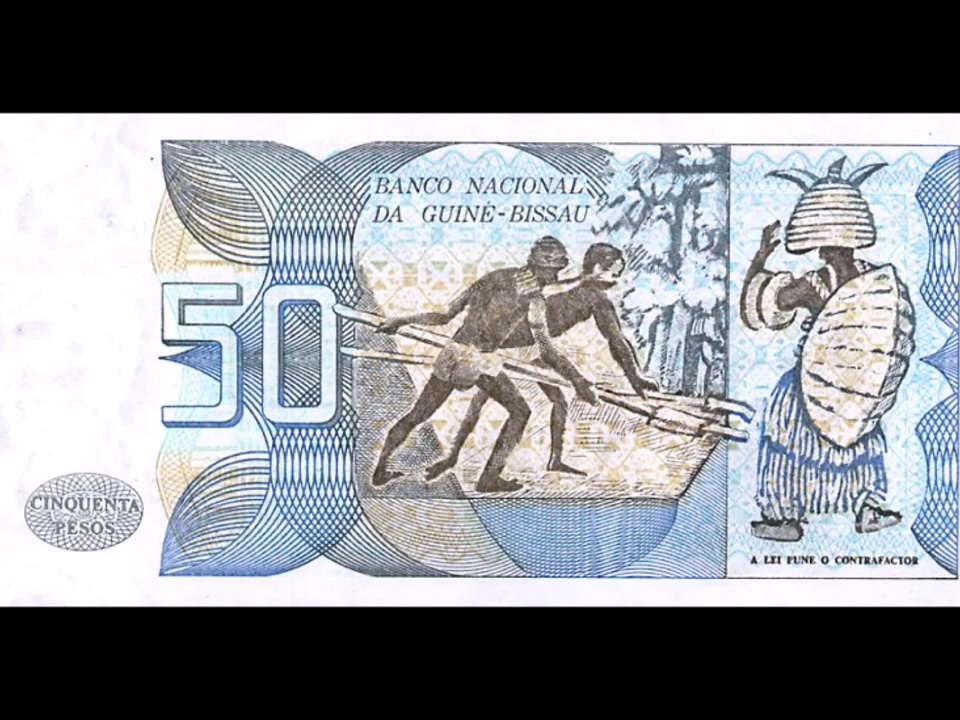 BANCO NACIONAL
DA GUINÉ-BISSAU
50
CINQUENTA
PESOS
A LEI PUNE O CONTRAFACTOR